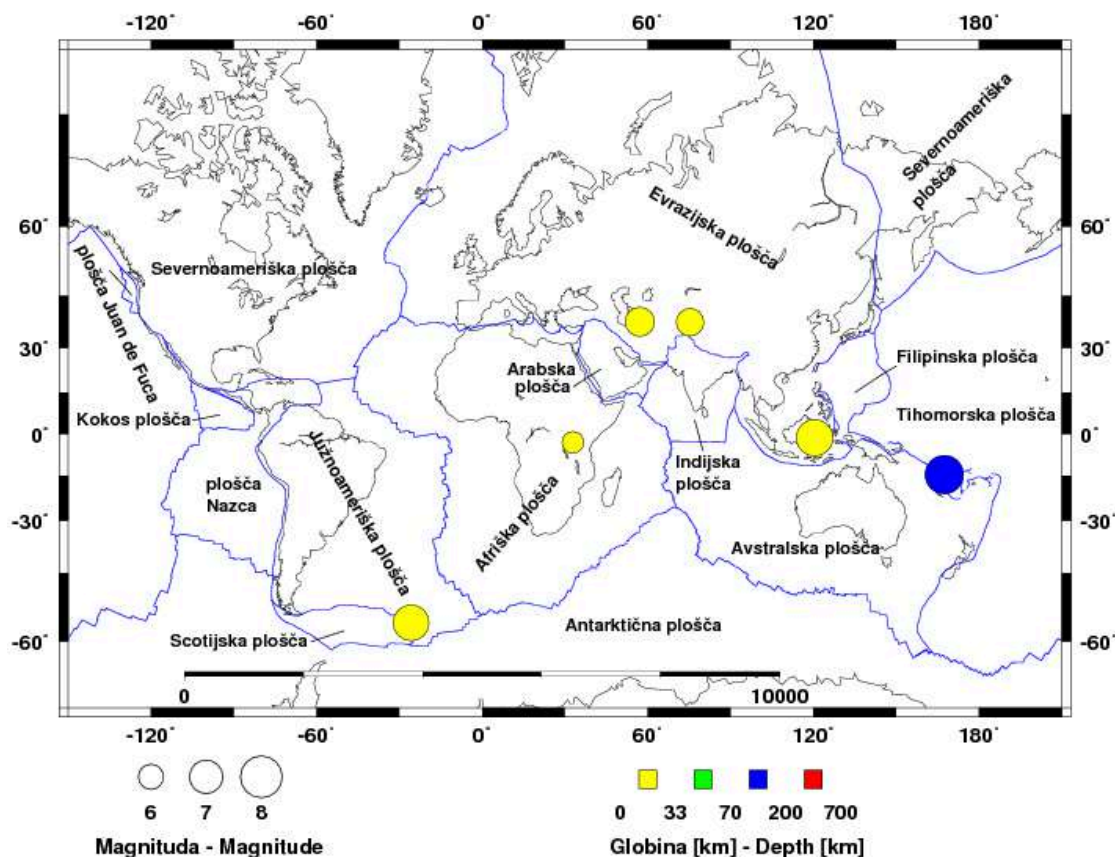 -120° -60° 0° 60° 120° 180°
Severnoameriška
plošča
Evrazijska plošča
60° 60°
plošča Juan de Fuca
Severnoameriška plošča
30° 30°
Arabska
plošča
Filipinska plošča
Kokos plošča
Tihomorska plošča
0° 0°
Južnoameriška plošča
Indijska
plošča
plošča
Nazca
Afriška plošča
-30° -30°
Avstralska plošča
Antarktična plošča
Scotijska plošča
-60° -60°
0 10000
-120° -60° 0° 60° 120° 180°
6 7 8
0 33 70 200 700
Magnituda - Magnitude
Globina [km] - Depth [km]